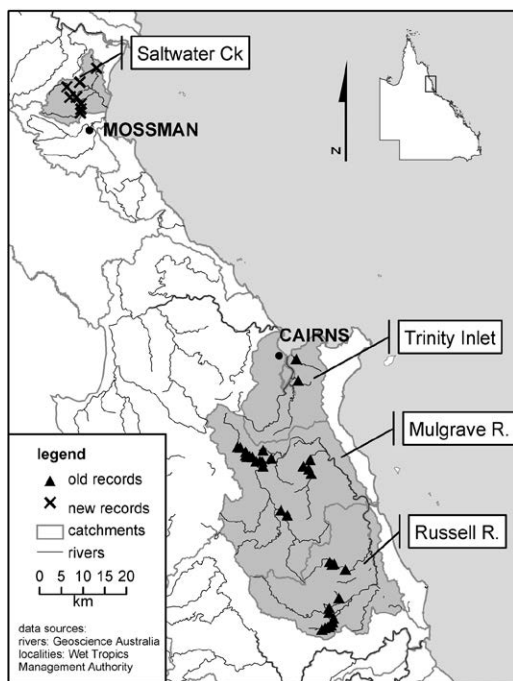 Saltwater Ck
MOSSMAN
N
CAIRNS
Trinity Inlet
Mulgrave R.
Russell R.
legend
old records
new records
catchments
rivers
0 5 10 15 20
km
data sources:
rivers: Geoscience Australia
localities: Wet Tropics
Management Authority